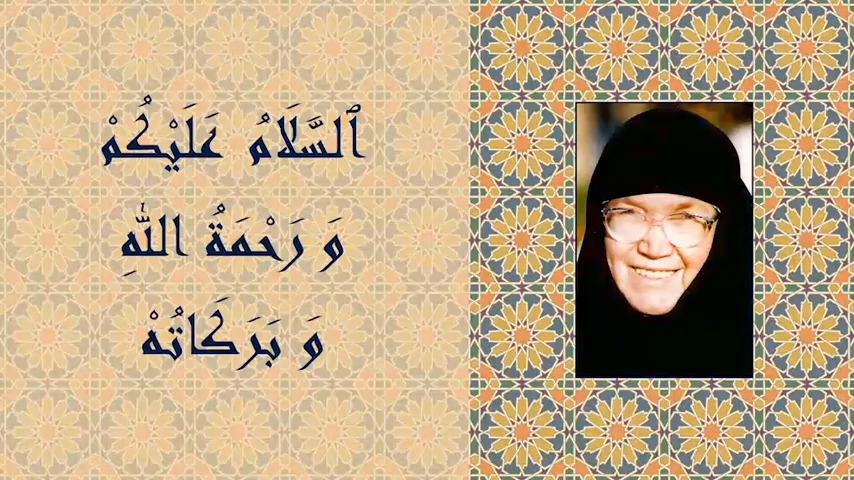 ٱلسَّلَامُ عَلَيْكُمْ
وَ رَحْمَةُ اللّٰهِ
وَ بَرَكَاتُهْ